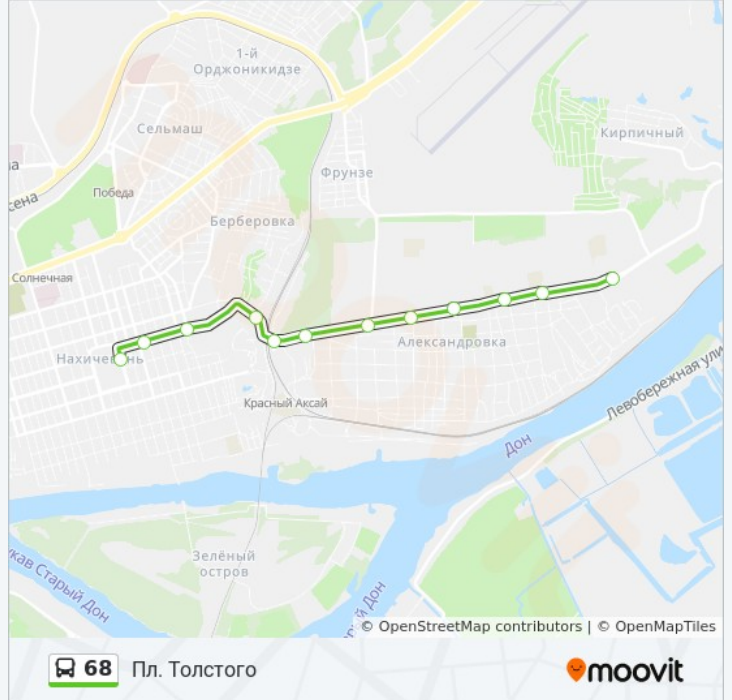 1-й
Орджоникидзе
Сельмаш
Кирпичный
Фрунзе
Победа
сена
Берберовка
Солнечная
Нахичевань
Александровка
Красный Аксай
Левобережная ули
Дон
Зелёный
остров
кав Старый Дон
й Дон
© OpenStreetMap contributors | © OpenMapTiles
68 Пл. Толстого
moovit